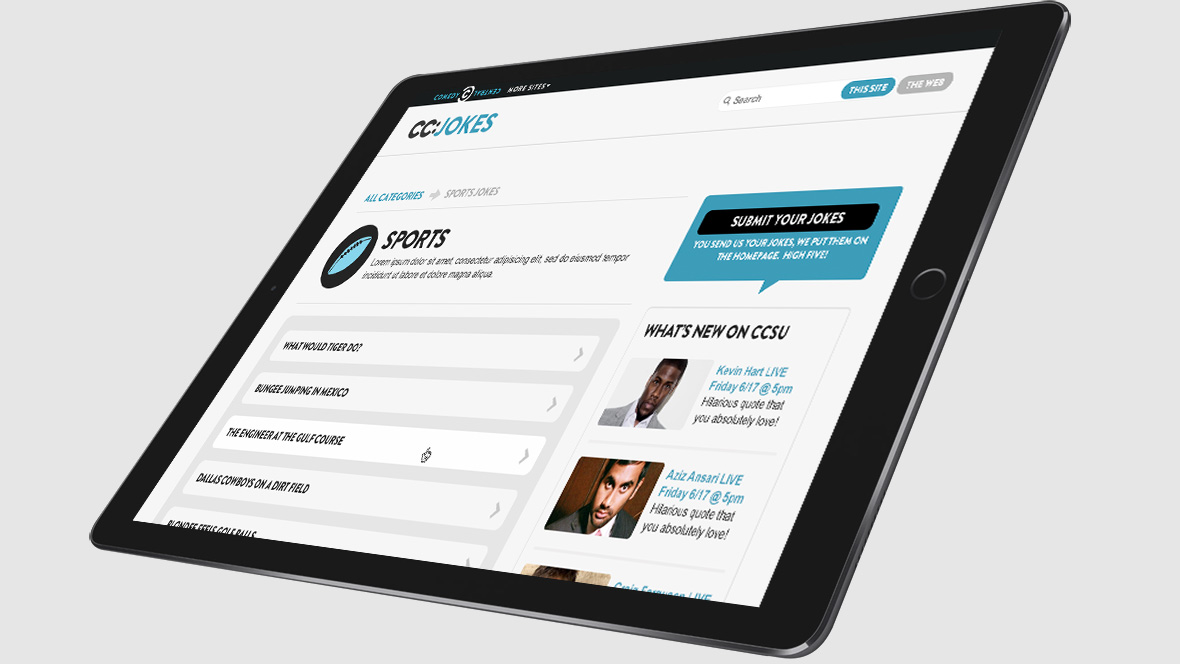 COMEDY CENTRAL MORE SITES
Search THIS SITE THE WEB
CC:JOKES
ALL CATEGORIES SPORTS JOKES
SPORTS
Lorem ipsum dolor sit amet, consectetur adipisicing elit, sed do eiusmod tempor
incididunt ut labore et dolore magna aliqua.
WHAT WOULD TIGER DO?
BUNGEE JUMPING IN MEXICO
THE ENGINEER AT THE GULF COURSE
DALLAS COWBOYS ON A DIRT FIELD
BLONDEE FEELS GOLF BALLS
SUBMIT YOUR JOKES
YOU SEND US YOUR JOKES, WE PUT THEM ON
THE HOMEPAGE. HIGH FIVE!
WHAT'S NEW ON CCSU
Kevin Hart LIVE
Friday 6/17 @ 5pm
Hilarious quote that
you absolutely love!
Aziz Ansari LIVE
Friday 6/17 @ 5pm
Hilarious quote that
you absolutely love!
Craig Ferguson LIVE